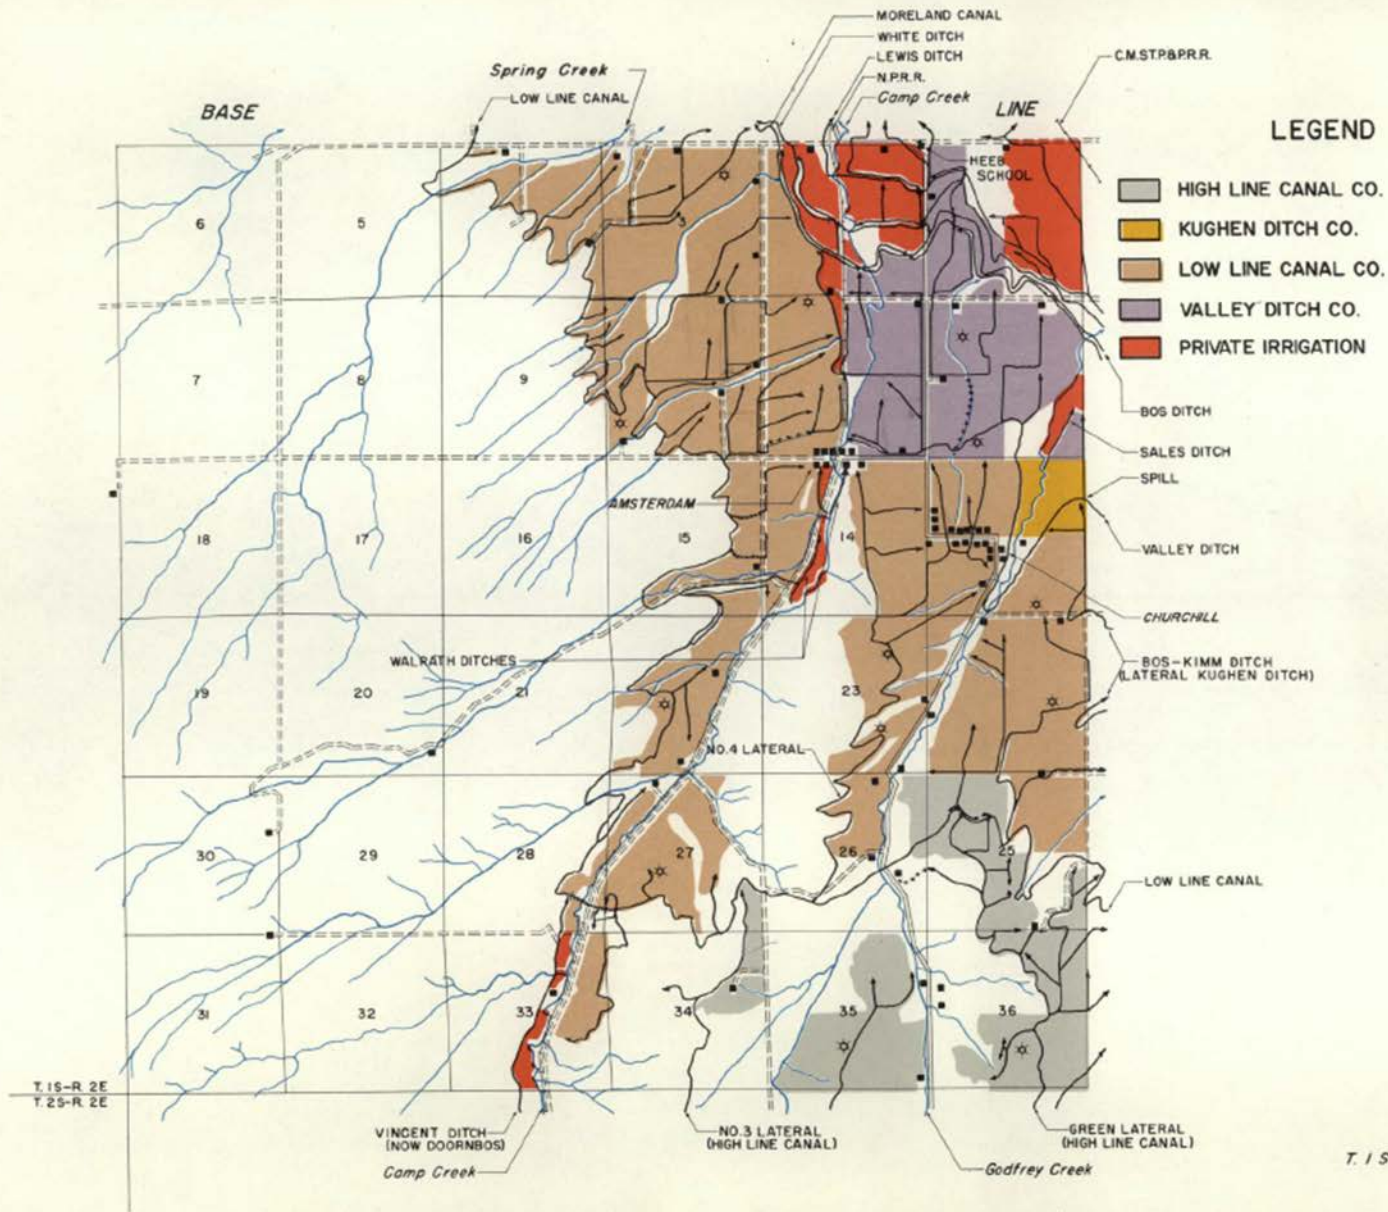 MORELAND CANAL
WHITE DITCH
LEWIS DITCH
N.P.R.R.
Camp Creek
C.M.ST.P.&P.R.R.
Spring Creek
LOW LINE CANAL
BASE
LINE
LEGEND
HIGH LINE CANAL CO.
KUGHEN DITCH CO.
LOW LINE CANAL CO.
VALLEY DITCH CO.
PRIVATE IRRIGATION
HEEB
SCHOOL
6
5
3
7
8
9
BOS DITCH
SALES DITCH
SPILL
AMSTERDAM
18
17
16
15
14
VALLEY DITCH
CHURCHILL
WALRATH DITCHES
BOS-KIMM DITCH
(LATERAL KUGHEN DITCH)
19
20
21
23
NO.4 LATERAL
30
29
28
27
26
25
LOW LINE CANAL
31
32
33
34
35
36
T. 1S-R. 2E
T. 2S-R. 2E
VINCENT DITCH
(NOW DOORNBOS)
Camp Creek
NO.3 LATERAL
(HIGH LINE CANAL)
Godfrey Creek
GREEN LATERAL
(HIGH LINE CANAL)
T. 1 S